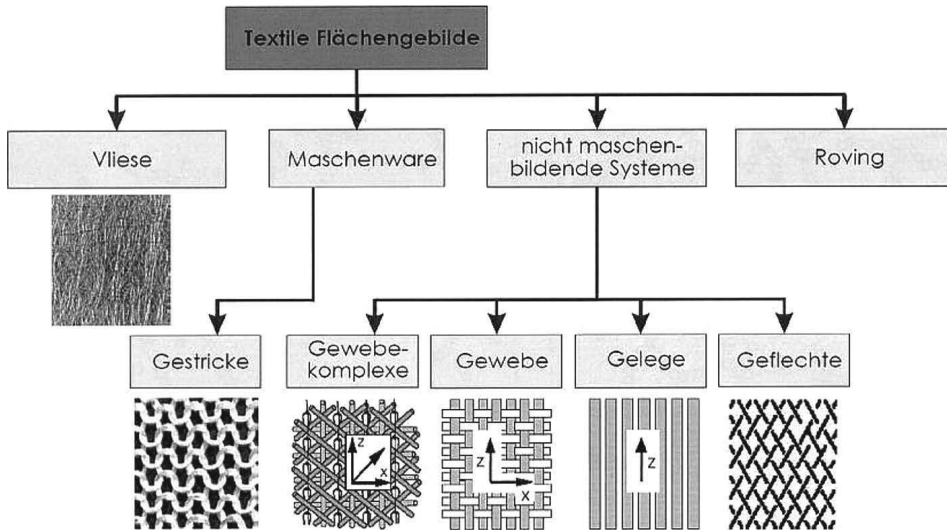 Textile Flächengebilde
Vliese
Maschenware
nicht maschen-
bildende Systeme
Roving
Gestricke
Gewebe-
komplexe
Gewebe
Gelege
Geflechte
z
x
z
x
z